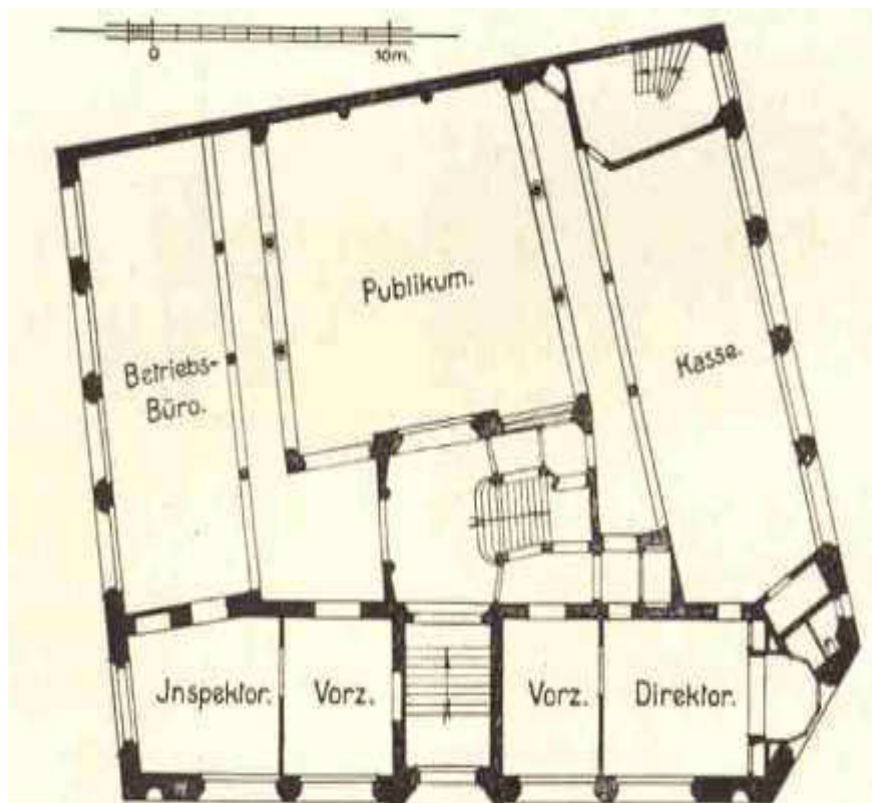 0 10m.
Publikum.
Betriebs-
Büro.
Kasse.
Jnspektor. Vorz. Vorz. Direktor.